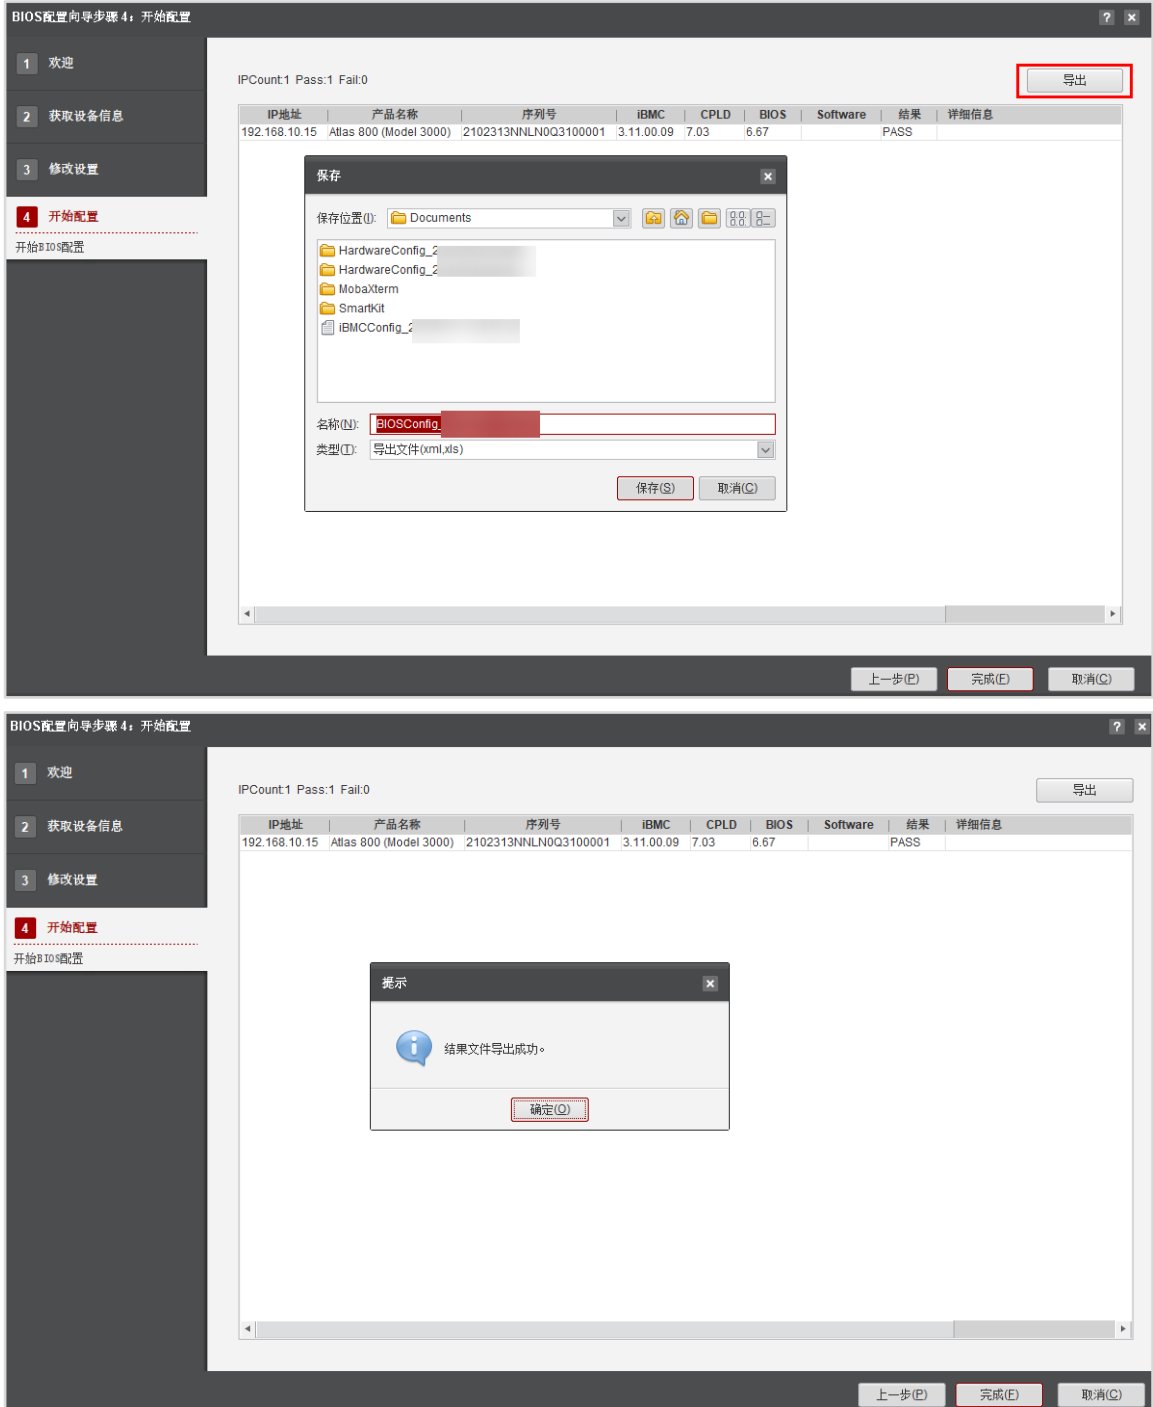 BIOS配置向导步骤 4：开始配置
1 欢迎
2 获取设备信息
3 修改设置
4 开始配置
开始BIOS配置
IPCount:1 Pass:1 Fail:0
导出
IP地址 产品名称 序列号 iBMC CPLD BIOS Software 结果 详细信息
192.168.10.15 Atlas 800 (Model 3000) 2102313NNLN0Q3100001 3.11.00.09 7.03 6.67 PASS
保存
保存位置(I): Documents
HardwareConfig_2
HardwareConfig_2
MobaXterm
SmartKit
iBMCConfig_2
名称(N): BIOSConfig_
类型(T): 导出文件(xml,xls)
保存(S) 取消(C)
上一步(P) 完成(F) 取消(C)
BIOS配置向导步骤 4：开始配置
1 欢迎
2 获取设备信息
3 修改设置
4 开始配置
开始BIOS配置
IPCount:1 Pass:1 Fail:0
导出
IP地址 产品名称 序列号 iBMC CPLD BIOS Software 结果 详细信息
192.168.10.15 Atlas 800 (Model 3000) 2102313NNLN0Q3100001 3.11.00.09 7.03 6.67 PASS
提示
结果文件导出成功。
确定(O)
上一步(P) 完成(F) 取消(C)